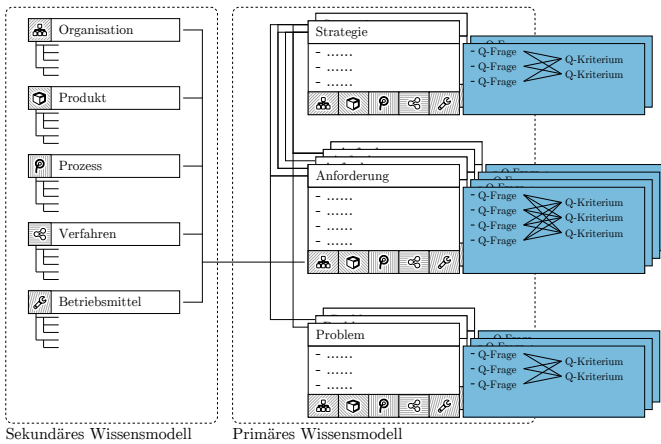 Organisation
Produkt
Prozess
Verfahren
Betriebsmittel
Sekundäres Wissensmodell
Strategie
- ......
- ......
- ......
- Q-Frage
- Q-Frage
- Q-Frage
Q-Kriterium
Q-Kriterium
Anforderung
- ......
- ......
- ......
- ......
- Q-Frage
- Q-Frage
- Q-Frage
- Q-Frage
Q-Kriterium
Q-Kriterium
Q-Kriterium
Problem
- ......
- ......
- ......
- Q-Frage
- Q-Frage
- Q-Frage
Q-Kriterium
Q-Kriterium
Primäres Wissensmodell